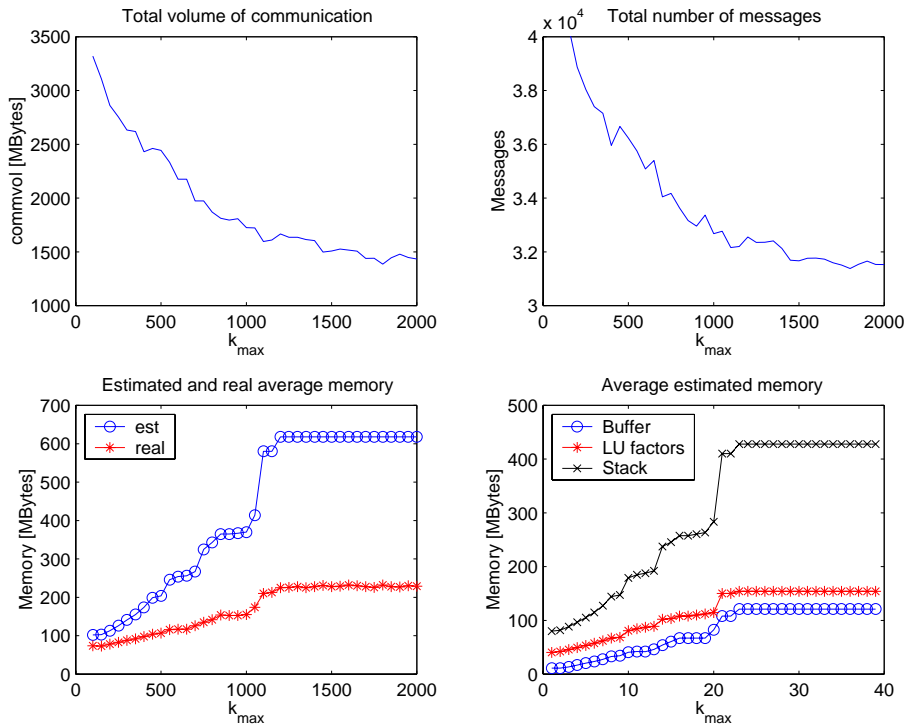 Total volume of communication
3500
3000
2500
2000
1500
1000
commvol [MBytes]
0
500
1000
1500
2000
k_max
Total number of messages
x 10^4
4
3.8
3.6
3.4
3.2
3
Messages
0
500
1000
1500
2000
k_max
Estimated and real average memory
700
600
500
400
300
200
100
0
Memory [MBytes]
est
real
0
500
1000
1500
2000
k_max
Average estimated memory
500
400
300
200
100
0
Memory [MBytes]
Buffer
LU factors
Stack
0
10
20
30
40
k_max